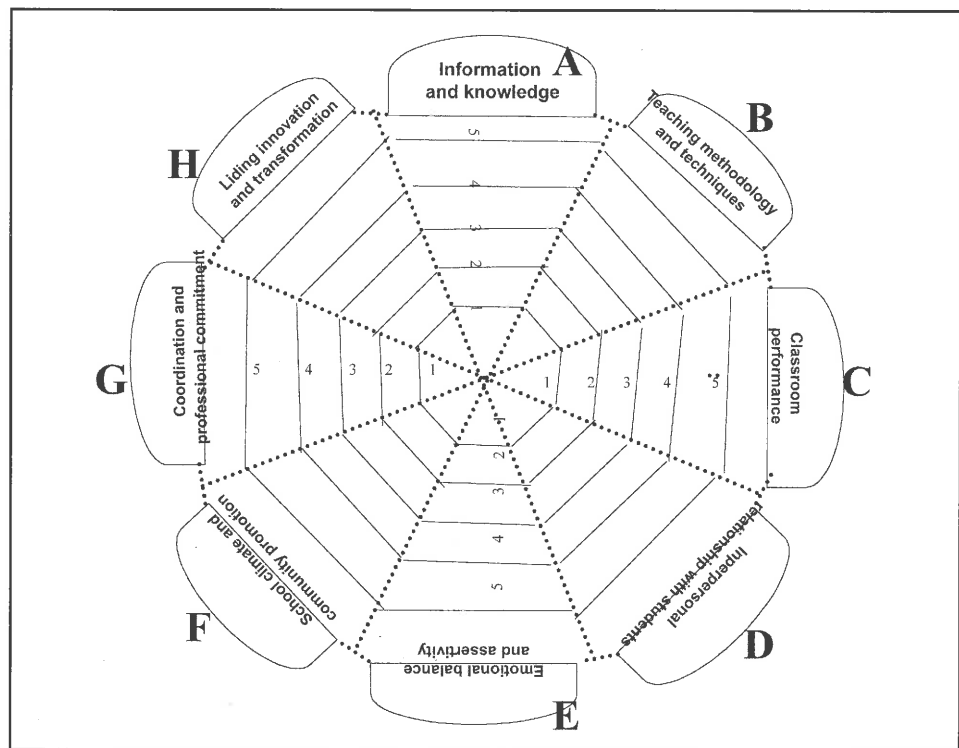 A
Information
and knowledge
B
Teaching methodology
and techniques
C
Classroom
performance
D
Inperpersonal
relationship with students
E
Emotional balance
and assertivity
F
School climate and
community promotion
G
Coordination and
professional commitment
H
Liding innovation
and transformation
5
4
3
2
1
1
2
3
4
5
1
2
3
4
5
5
4
3
2
1